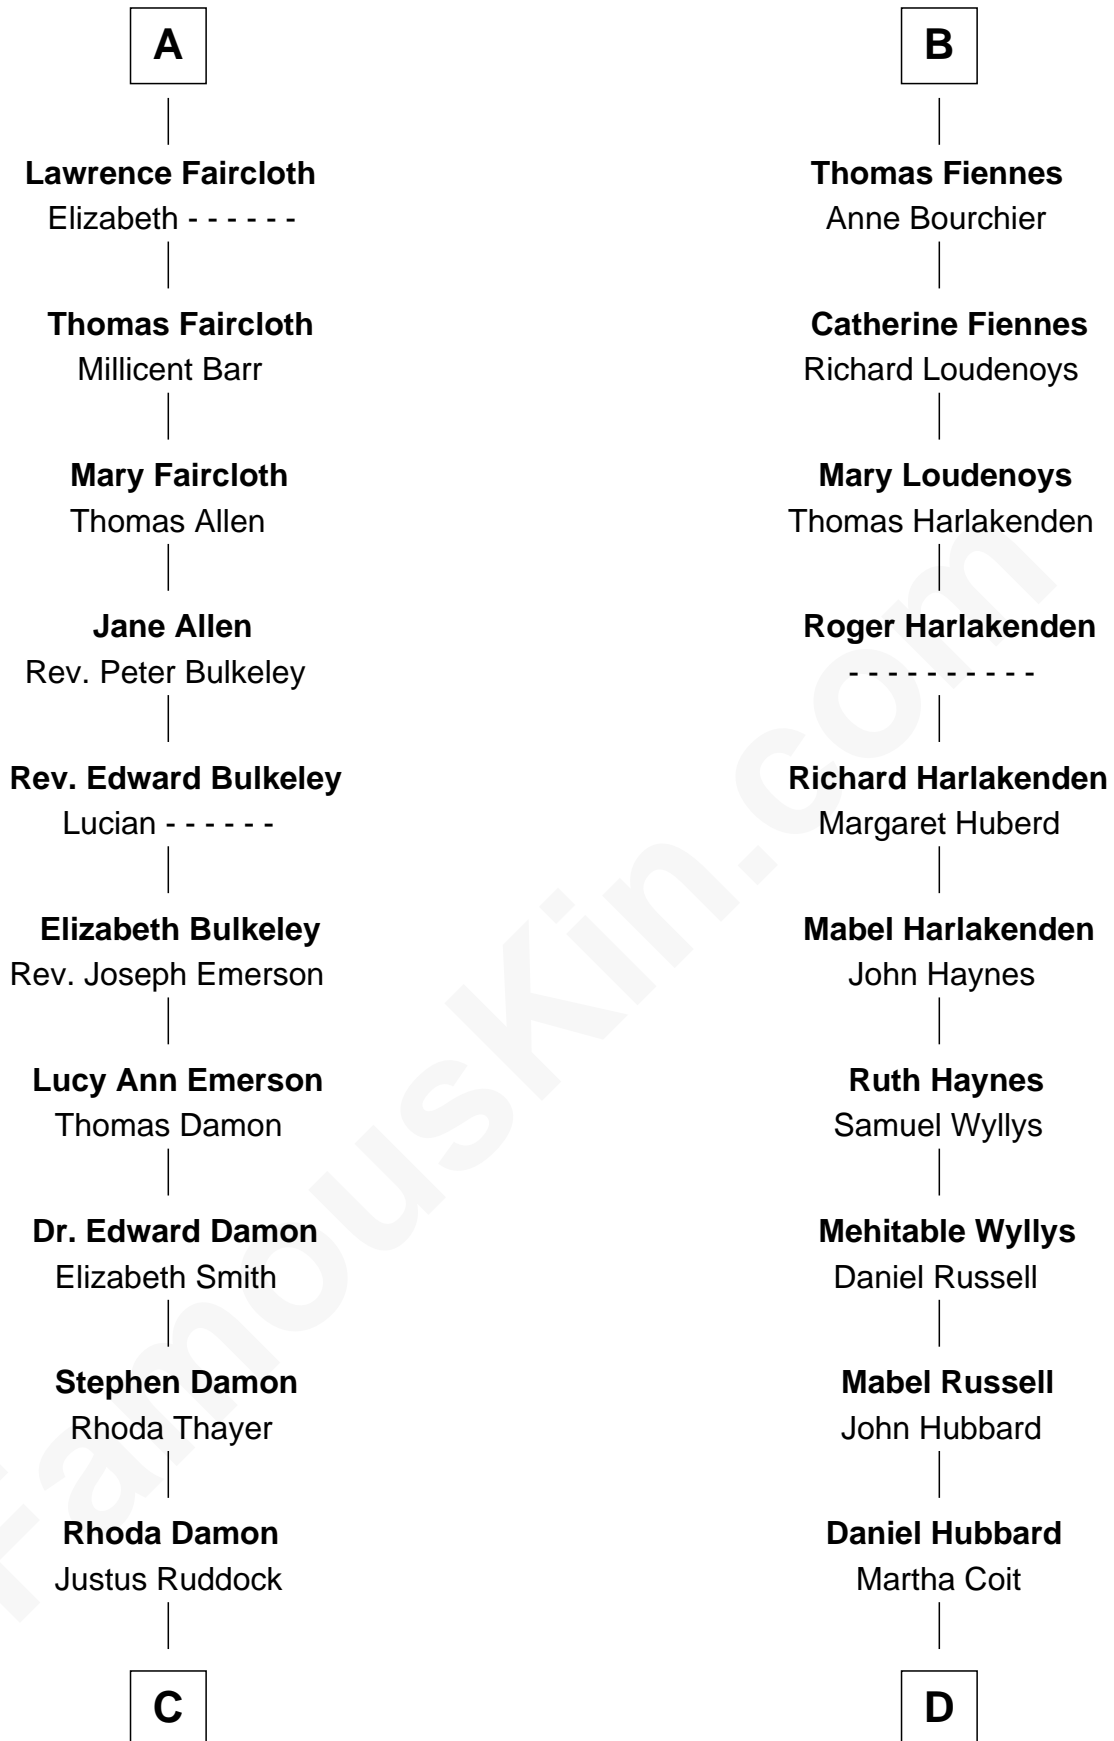 A
Lawrence Faircloth
Elizabeth - - - - - -
Thomas Faircloth
Millicent Barr
Mary Faircloth
Thomas Allen
Jane Allen
Rev. Peter Bulkeley
Rev. Edward Bulkeley
Lucian - - - - - -
Elizabeth Bulkeley
Rev. Joseph Emerson
Lucy Ann Emerson
Thomas Damon
Dr. Edward Damon
Elizabeth Smith
Stephen Damon
Rhoda Thayer
Rhoda Damon
Justus Ruddock
C
B
Thomas Fiennes
Anne Bourchier
Catherine Fiennes
Richard Loudenoys
Mary Loudenoys
Thomas Harlakenden
Roger Harlakenden
- - - - - - - - - -
Richard Harlakenden
Margaret Huberd
Mabel Harlakenden
John Haynes
Ruth Haynes
Samuel Wyllys
Mehitable Wyllys
Daniel Russell
Mabel Russell
John Hubbard
Daniel Hubbard
Martha Coit
D
FamousKin.com